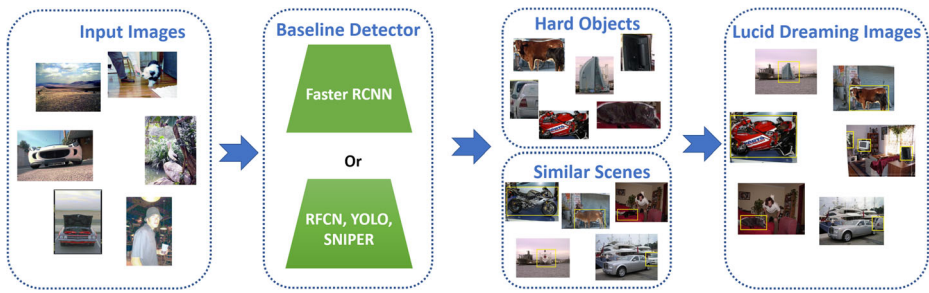 Input Images
Baseline Detector
Faster RCNN
Or
RFCN, YOLO,
SNIPER
Hard Objects
Similar Scenes
Lucid Dreaming Images